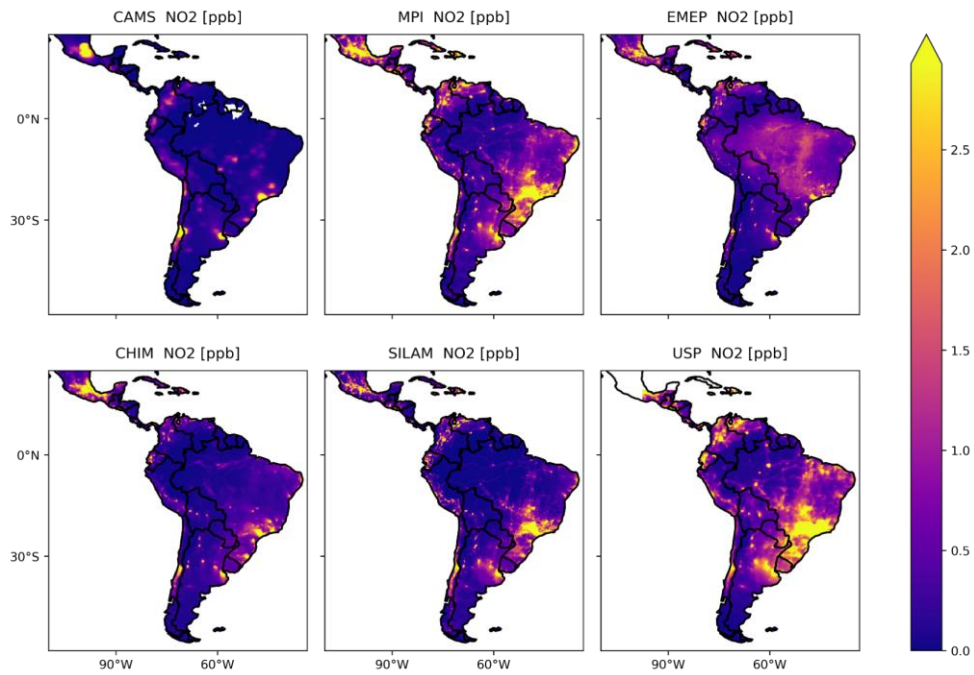 CAMS NO2 [ppb]
MPI NO2 [ppb]
EMEP NO2 [ppb]
0°N
30°S
90°W
60°W
CHIM NO2 [ppb]
SILAM NO2 [ppb]
USP NO2 [ppb]
0°N
30°S
90°W
60°W
90°W
60°W
90°W
60°W
2.5
2.0
1.5
1.0
0.5
0.0